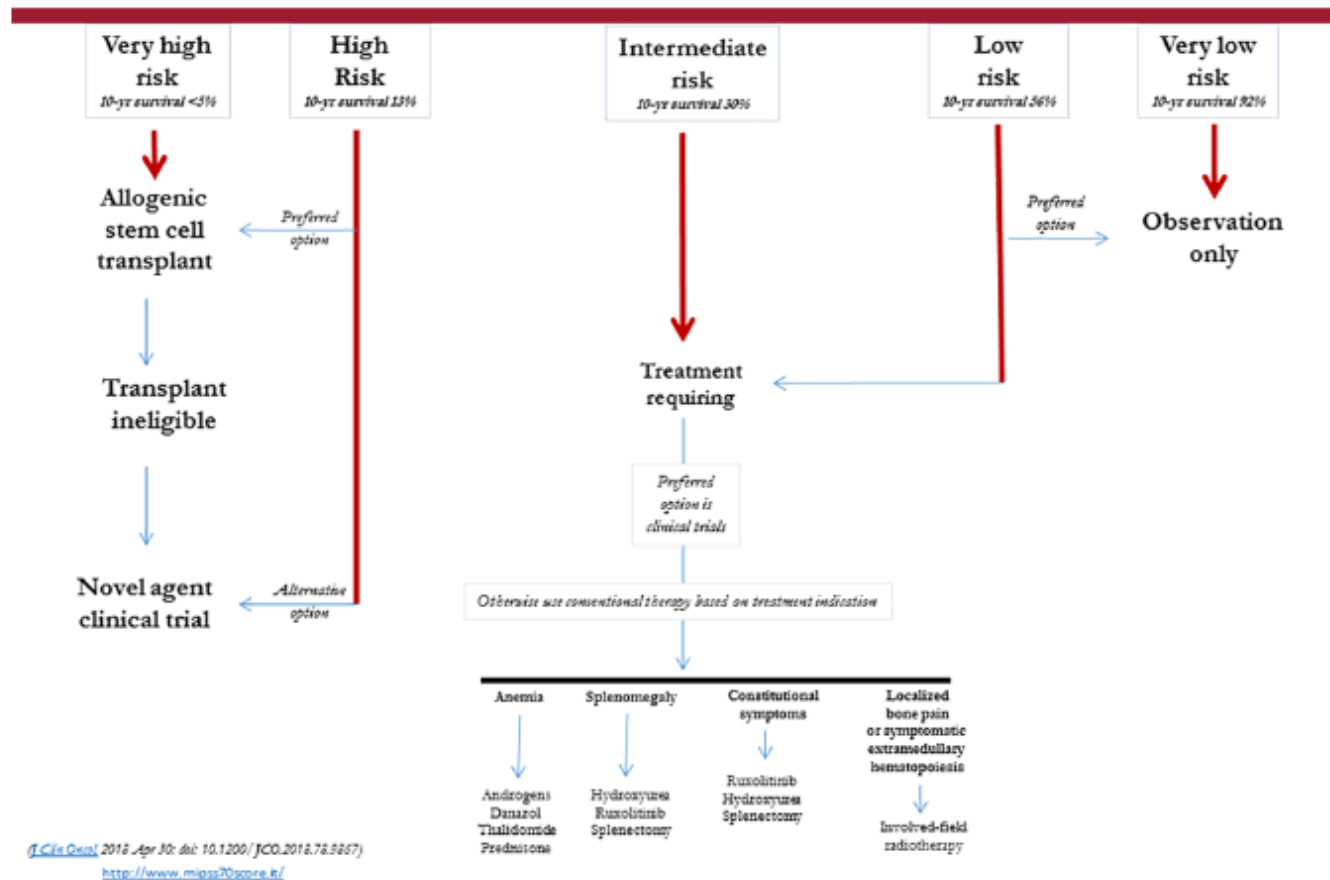 Very high
risk
10-yr survival <5%
High
Risk
10-yr survival 13%
Intermediate
risk
10-yr survival 30%
Low
risk
10-yr survival 56%
Very low
risk
10-yr survival 92%
Allogenic
stem cell
transplant
Preferred
option
Preferred
option
Observation
only
Transplant
ineligible
Treatment
requiring
Preferred
option is
clinical trials
Novel agent
clinical trial
Alternative
option
Otherwise use conventional therapy based on treatment indication
Anemia
Splenomegaly
Constitutional
symptoms
Localized
bone pain
or symptomatic
extramedullary
hematopoiesis
Androgens
Danazol
Thalidomide
Prednisone
Hydroxyurea
Ruxolitinib
Splenectomy
Ruxolitinib
Hydroxyurea
Splenectomy
Involved-field
radiotherapy
(J Clin Oncol 2018 Apr 30: doi: 10.1200/JCO.2018.78.9867)
http://www.mipss70score.it/